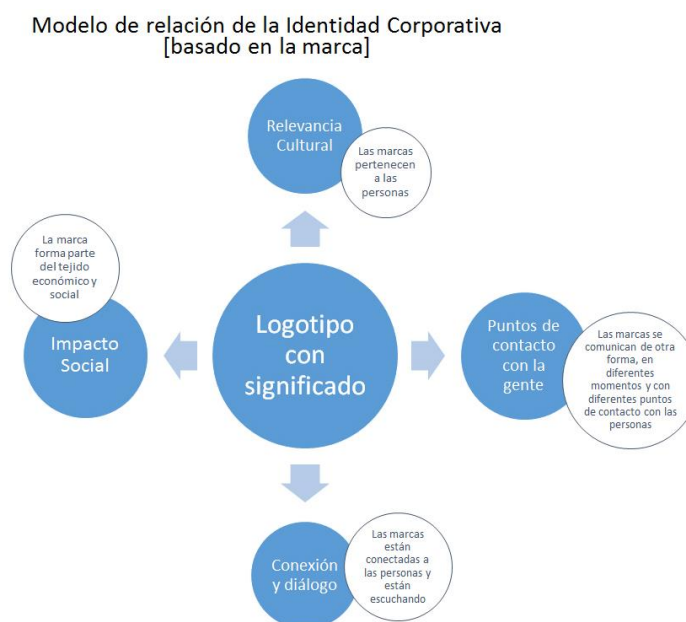 Modelo de relación de la Identidad Corporativa
[basado en la marca]
Relevancia
Cultural
Las marcas
pertenecen
a las
personas
La marca
forma parte
del tejido
económico y
social
Impacto
Social
Logotipo
con
significado
Puntos de
contacto
con la
gente
Las marcas se
comunican de otra
forma, en
diferentes
momentos y con
diferentes puntos
de contacto con las
personas
Conexión
y diálogo
Las marcas
están
conectadas a
las personas y
están
escuchando